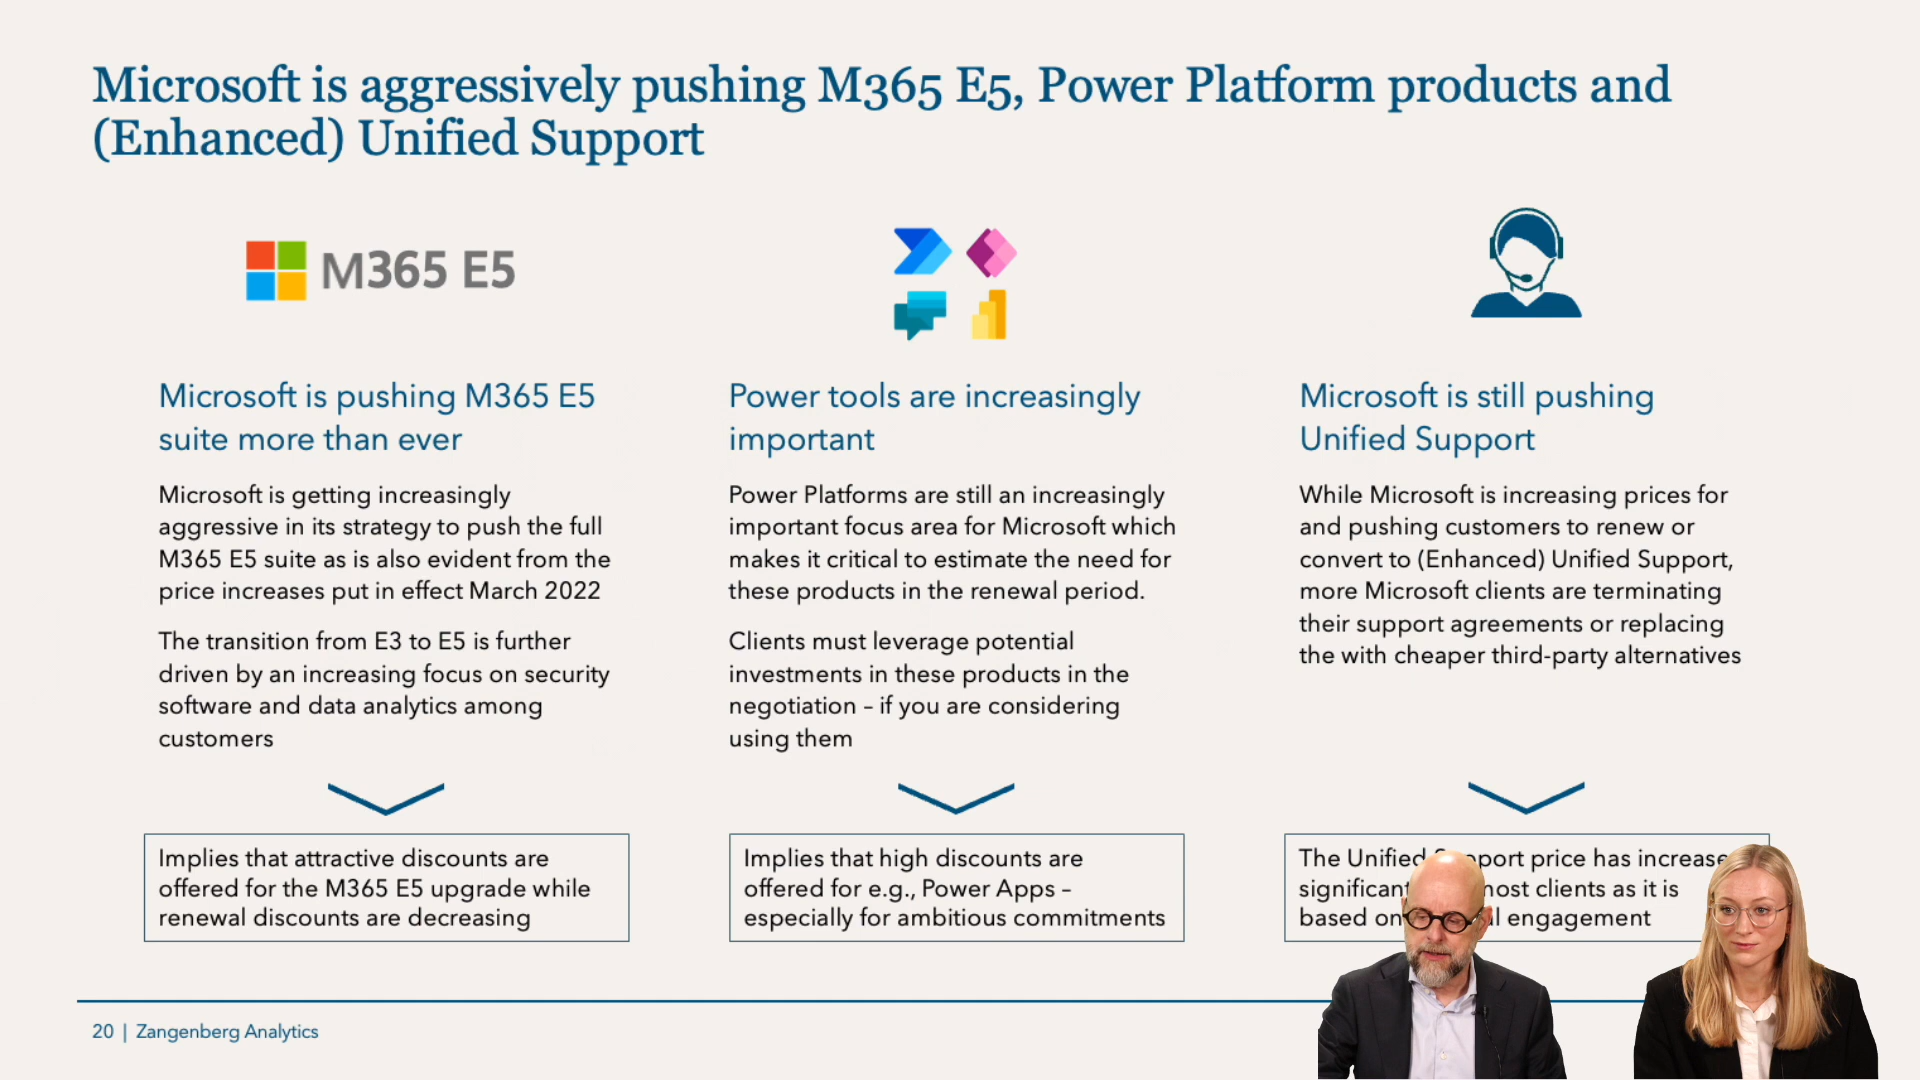 Microsoft is aggressively pushing M365 E5, Power Platform products and
(Enhanced) Unified Support
M365 E5
Microsoft is pushing M365 E5
suite more than ever
Microsoft is getting increasingly
aggressive in its strategy to push the full
M365 E5 suite as is also evident from the
price increases put in effect March 2022
The transition from E3 to E5 is further
driven by an increasing focus on security
software and data analytics among
customers
Implies that attractive discounts are
offered for the M365 E5 upgrade while
renewal discounts are decreasing
Power tools are increasingly
important
Power Platforms are still an increasingly
important focus area for Microsoft which
makes it critical to estimate the need for
these products in the renewal period.
Clients must leverage potential
investments in these products in the
negotiation – if you are considering
using them
Implies that high discounts are
offered for e.g., Power Apps –
especially for ambitious commitments
Microsoft is still pushing
Unified Support
While Microsoft is increasing prices for
and pushing customers to renew or
convert to (Enhanced) Unified Support,
more Microsoft clients are terminating
their support agreements or replacing
the with cheaper third-party alternatives
The Unified price has
clients as it is
based on engagement
20 | Zangenberg Analytics